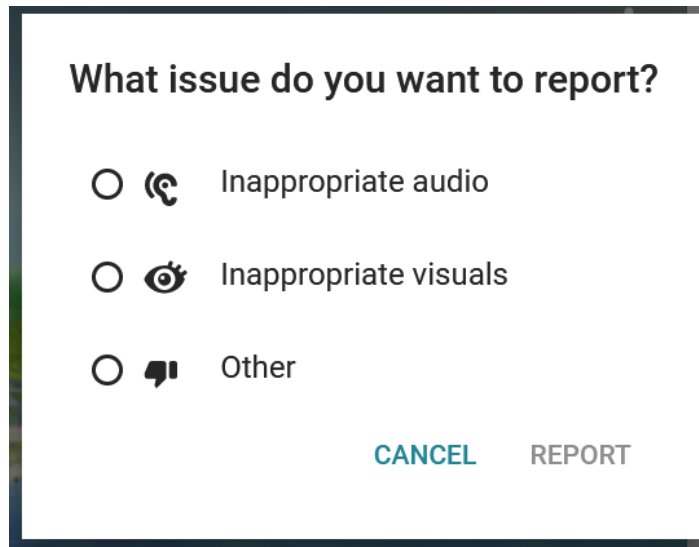 What issue do you want to report?
Inappropriate audio
Inappropriate visuals
Other
CANCEL REPORT